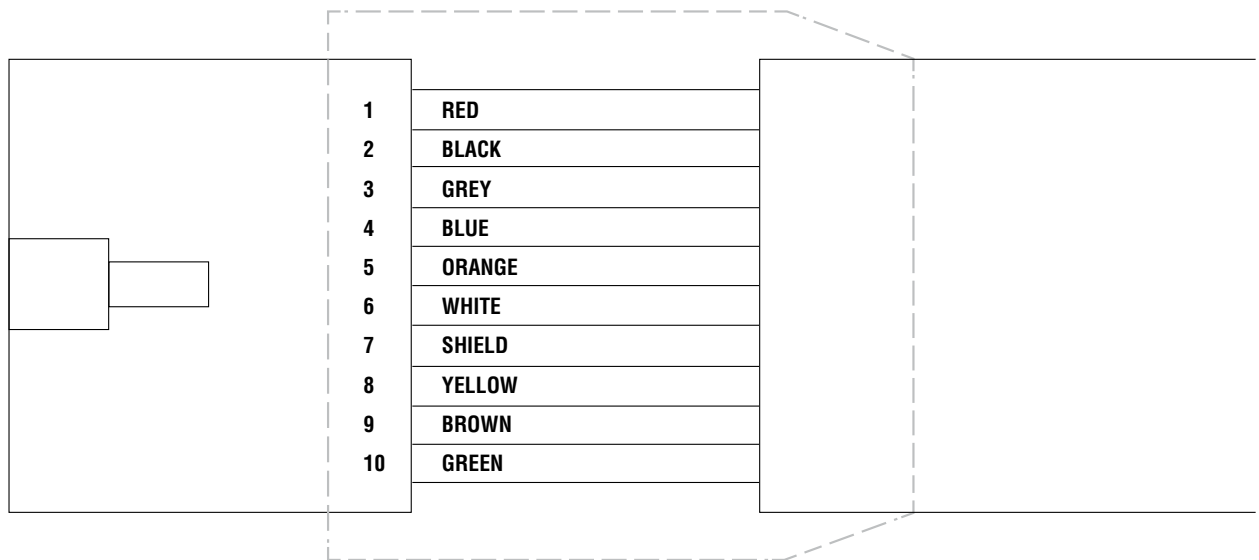 1 RED
2 BLACK
3 GREY
4 BLUE
5 ORANGE
6 WHITE
7 SHIELD
8 YELLOW
9 BROWN
10 GREEN